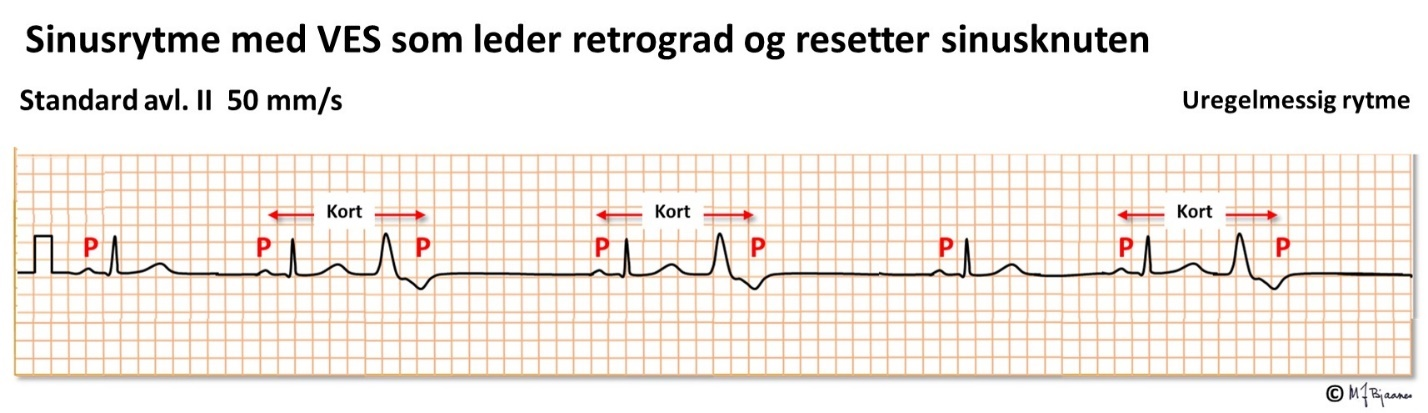 Sinusrytme med VES som leder retrograd og resetter sinusknuten
Standard avl. II 50 mm/s
Uregelmessig rytme
Kort Kort Kort
P P P P P P P P
© MJBjaanes